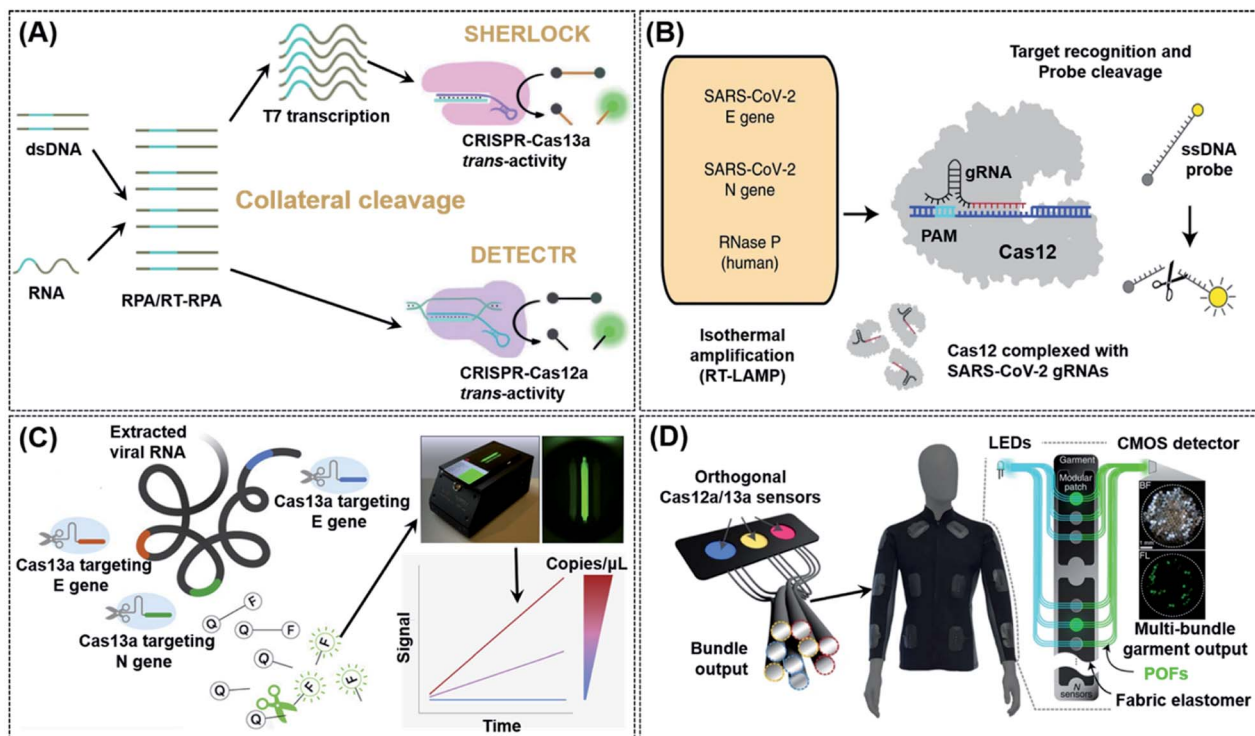 (A)
SHERLOCK
T7 transcription
CRISPR-Cas13a
trans-activity
dsDNA
Collateral cleavage
RNA
RPA/RT-RPA
DETECTR
CRISPR-Cas12a
trans-activity
(B)
Target recognition and
Probe cleavage
SARS-CoV-2
E gene
SARS-CoV-2
N gene
RNase P
(human)
gRNA
PAM
Cas12
ssDNA
probe
Isothermal
amplification
(RT-LAMP)
Cas12 complexed with
SARS-CoV-2 gRNAs
(C)
Extracted
viral RNA
Cas13a targeting
E gene
Cas13a targeting
E gene
Cas13a targeting
N gene
Q
F
Q
F
Q
F
F
Q
F
Q
Copies/μL
Signal
Time
(D)
Orthogonal
Cas12a/13a sensors
Bundle
output
LEDs
CMOS detector
Garment
Modular
patch
BF
1 mm
FL
Multi-bundle
garment output
POFs
Fabric elastomer
N
sensors